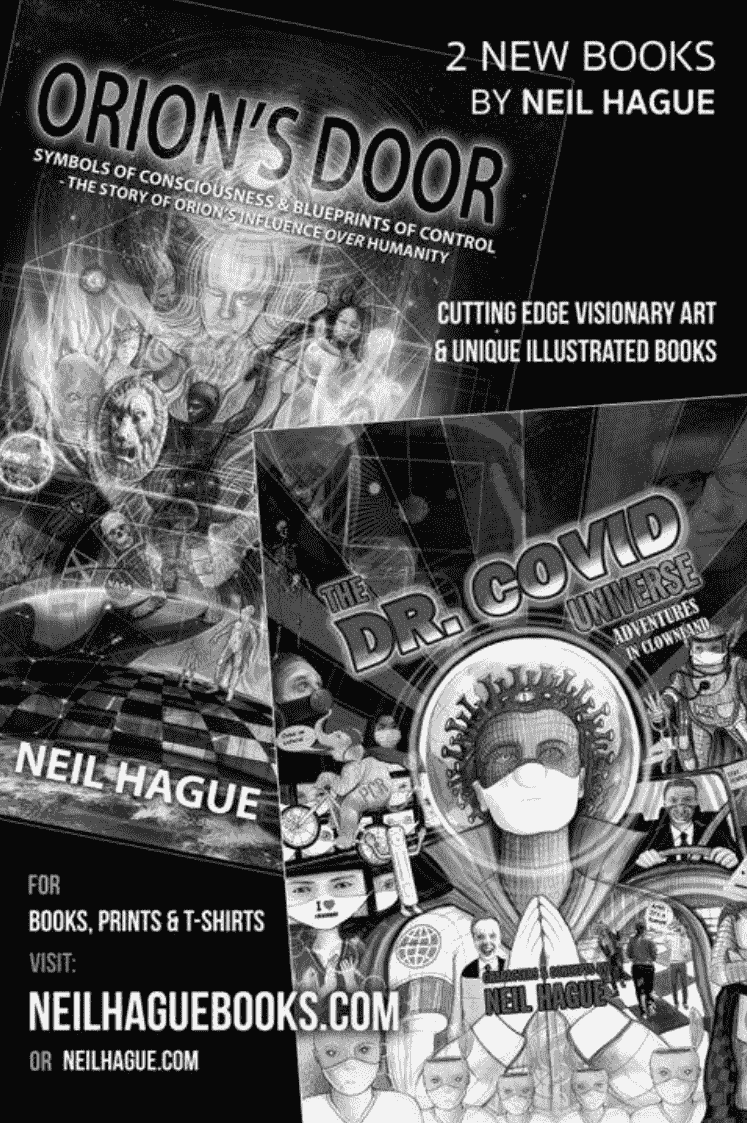 2 NEW BOOKS
BY NEIL HAGUE
ORION'S DOOR
SYMBOLS OF CONSCIOUSNESS & BLUEPRINTS OF CONTROL
- THE STORY OF ORION'S INFLUENCE OVER HUMANITY
CUTTING EDGE VISIONARY ART
& UNIQUE ILLUSTRATED BOOKS
THE
DR. COVID
UNIVERSE
ADVENTURES
IN CLOWNLAND
NEIL HAGUE
PCR
I ♥
NEIL HAGUE
FOR
BOOKS, PRINTS & T-SHIRTS
VISIT:
NEILHAGUEBOOKS.COM
OR NEILHAGUE.COM